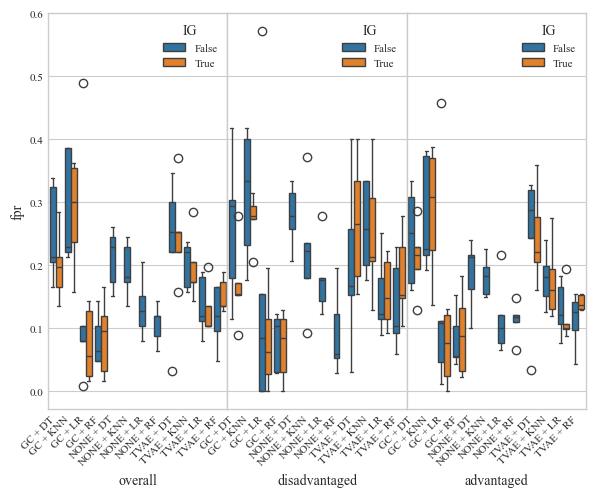 0.6
0.5
0.4
0.3
0.2
0.1
0.0
fpr
IG
False
True
IG
False
True
IG
False
True
GC + DT
GC + KNN
GC + LR
GC + RF
NONE + DT
NONE + KNN
NONE + LR
NONE + RF
TVAE + DT
TVAE + KNN
TVAE + LR
TVAE + RF
GC + DT
GC + KNN
GC + LR
GC + RF
NONE + DT
NONE + KNN
NONE + LR
NONE + RF
TVAE + DT
TVAE + KNN
TVAE + LR
TVAE + RF
GC + DT
GC + KNN
GC + LR
GC + RF
NONE + DT
NONE + KNN
NONE + LR
NONE + RF
TVAE + DT
TVAE + KNN
TVAE + LR
TVAE + RF
overall
disadvantaged
advantaged